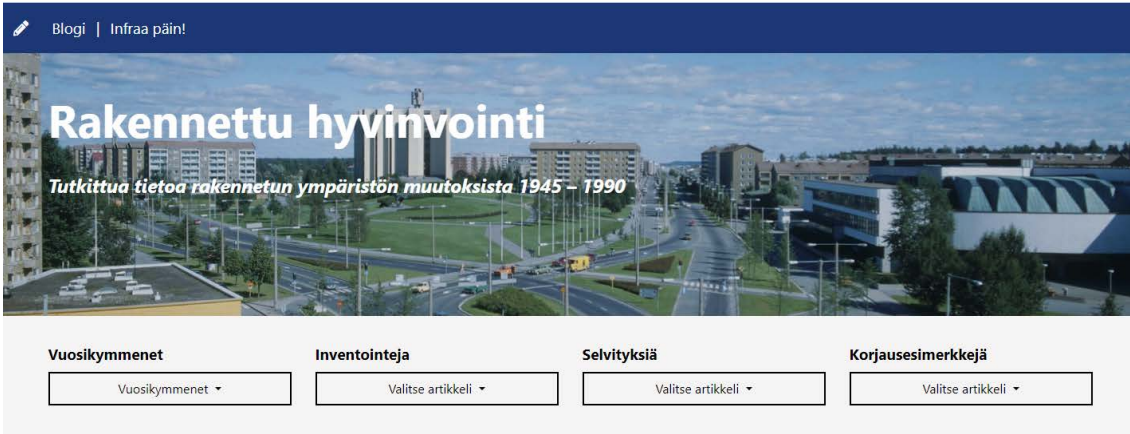 Blogi | Infraa päin!
Rakennettu hyvinvointi
Tutkittua tietoa rakennetun ympäristön muutoksista 1945 – 1990
Vuosikymmenet
Vuosikymmenet
Inventointeja
Valitse artikkeli
Selvityksiä
Valitse artikkeli
Korjausesimerkkejä
Valitse artikkeli